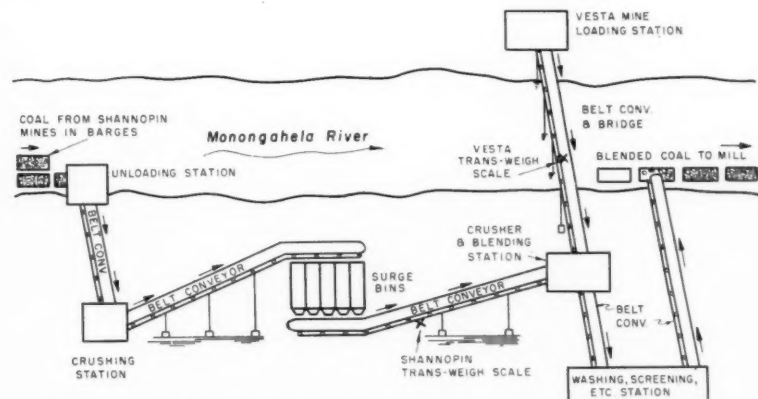 VESTA MINE
LOADING STATION
COAL FROM SHANNOPIN
MINES IN BARGES
Monongahela River
BELT CONV.
& BRIDGE
UNLOADING STATION
VESTA
TRANS-WEIGH
SCALE
BLENDED COAL TO MILL
BELT CONV
CRUSHER
& BLENDING
STATION
BELT CONVEYOR
SURGE
BINS
BELT CONVEYOR
BELT
CONV.
CRUSHING
STATION
SHANNOPIN
TRANS-WEIGH SCALE
WASHING, SCREENING,
ETC. STATION